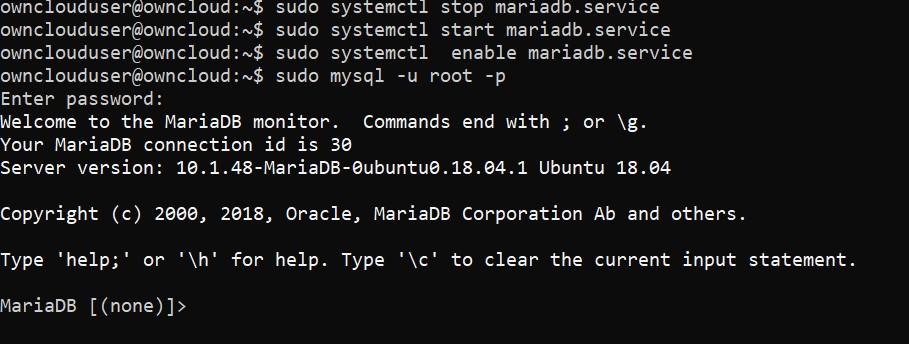 ownclouduser@owncloud:~$ sudo systemctl stop mariadb.service
ownclouduser@owncloud:~$ sudo systemctl start mariadb.service
ownclouduser@owncloud:~$ sudo systemctl  enable mariadb.service
ownclouduser@owncloud:~$ sudo mysql -u root -p
Enter password:
Welcome to the MariaDB monitor.  Commands end with ; or \g.
Your MariaDB connection id is 30
Server version: 10.1.48-MariaDB-0ubuntu0.18.04.1 Ubuntu 18.04
Copyright (c) 2000, 2018, Oracle, MariaDB Corporation Ab and others.
Type 'help;' or '\h' for help. Type '\c' to clear the current input statement.
MariaDB [(none)]>